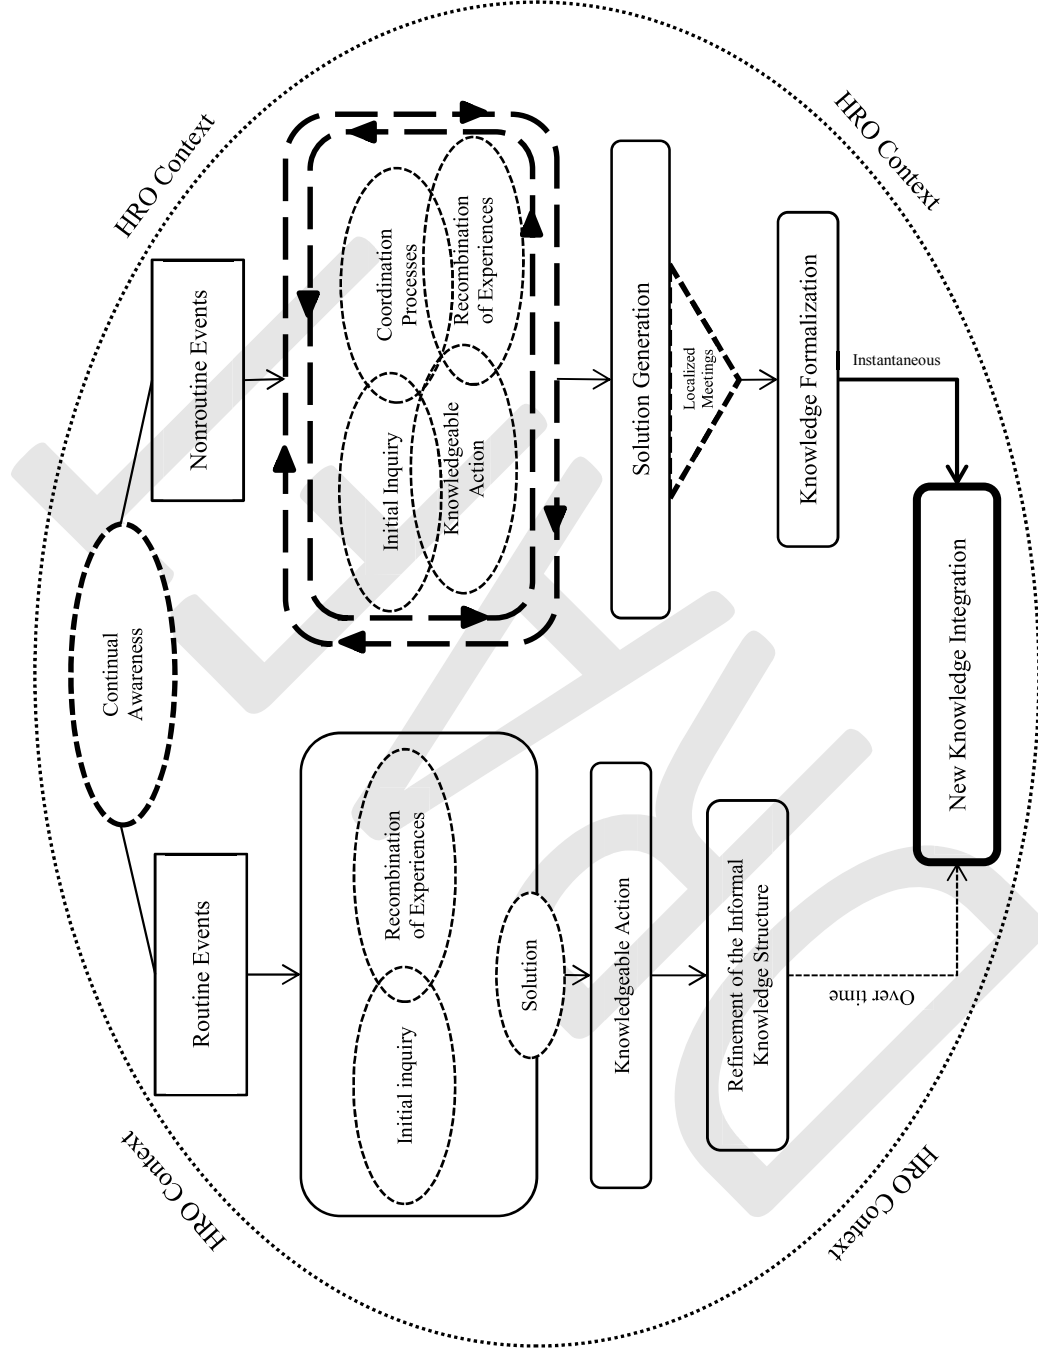 HRO Context
HRO Context
Continual
Awareness
Routine Events
Nonroutine Events
Initial inquiry
Recombination
of Experiences
Solution
Initial Inquiry
Coordination
Processes
Knowledgeable
Action
Recombination
of Experiences
Knowledgeable Action
Solution Generation
Localized
Meetings
Refinement of the Informal
Knowledge Structure
Knowledge Formalization
Over time
Instantaneous
New Knowledge Integration
HRO Context
HRO Context
DRAFT